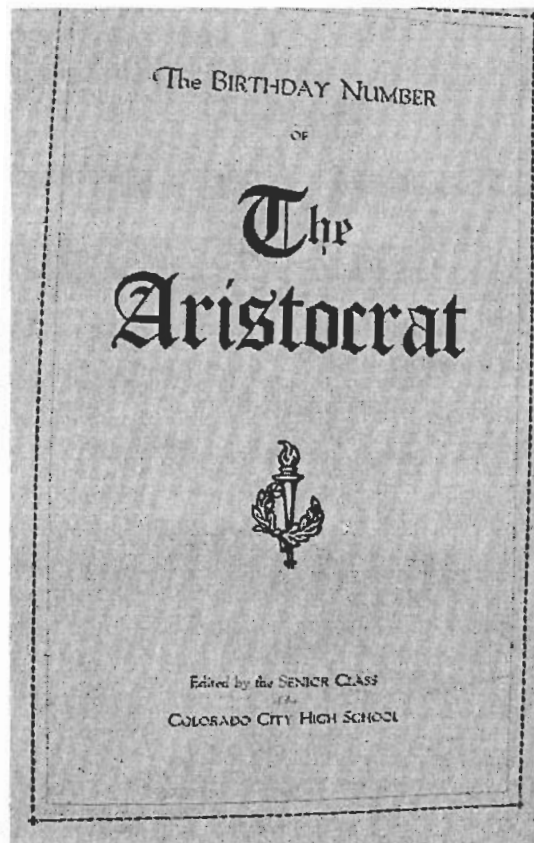 The BIRTHDAY NUMBER
OF
The
Aristocrat
Edited by the SENIOR CLASS
of the
COLORADO CITY HIGH SCHOOL